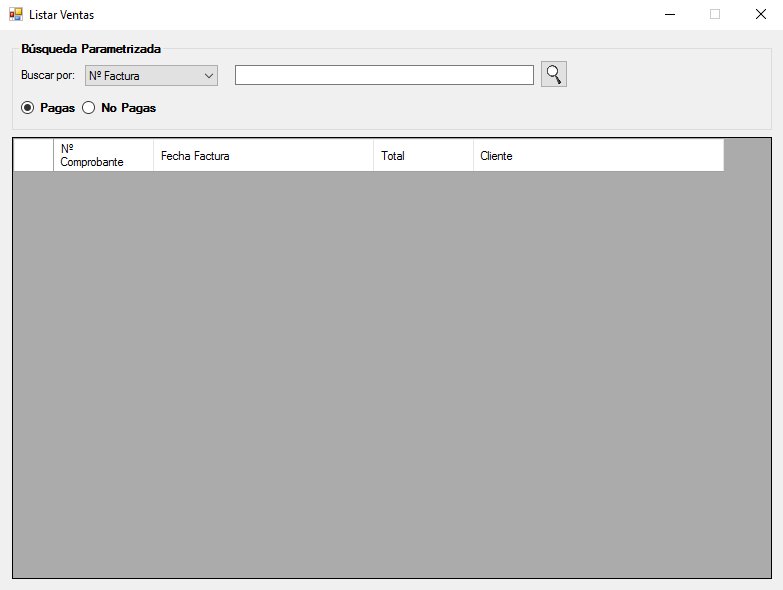 Listar Ventas
Búsqueda Parametrizada
Buscar por: Nº Factura
Pagas No Pagas
Nº
Comprobante Fecha Factura Total Cliente